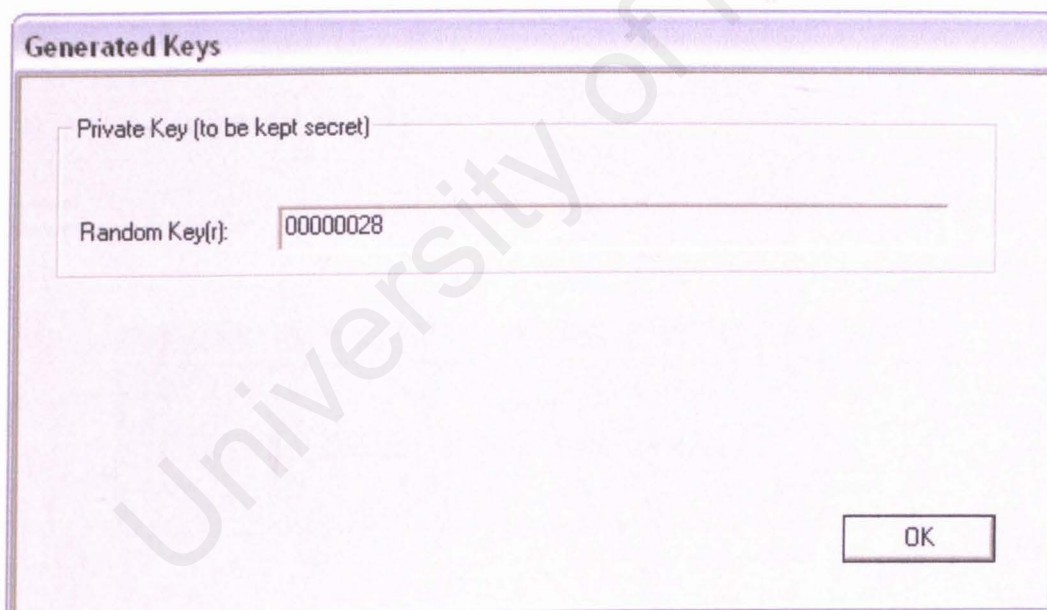 Generated Keys
Private Key (to be kept secret)
Random Key(r): 00000028
OK
University of